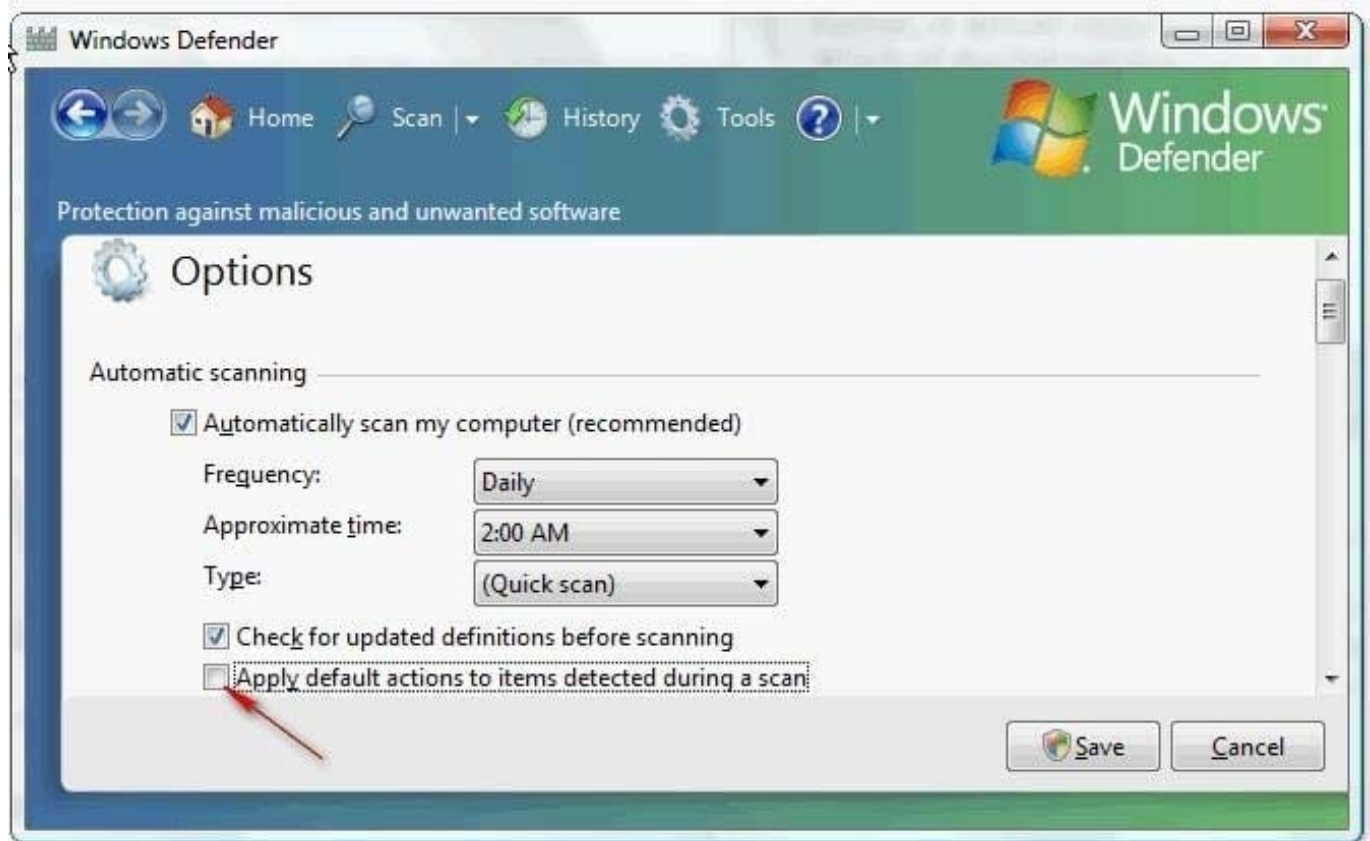 Windows Defender
Home Scan History Tools ?
Windows
Defender
Protection against malicious and unwanted software
Options
Automatic scanning
Automatically scan my computer (recommended)
Frequency: Daily
Approximate time: 2:00 AM
Type: (Quick scan)
Check for updated definitions before scanning
Apply default actions to items detected during a scan
Save Cancel